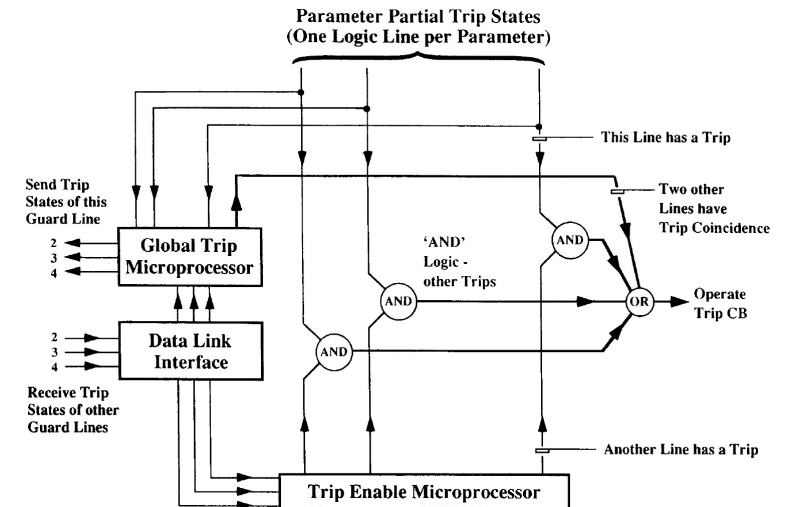 Parameter Partial Trip States
(One Logic Line per Parameter)
This Line has a Trip
Send Trip
States of this
Guard Line
Two other
Lines have
Trip Coincidence
2
3
4
Global Trip
Microprocessor
'AND'
Logic -
other Trips
AND
AND
OR
Operate
Trip CB
2
3
4
Data Link
Interface
AND
Receive Trip
States of other
Guard Lines
Another Line has a Trip
Trip Enable Microprocessor